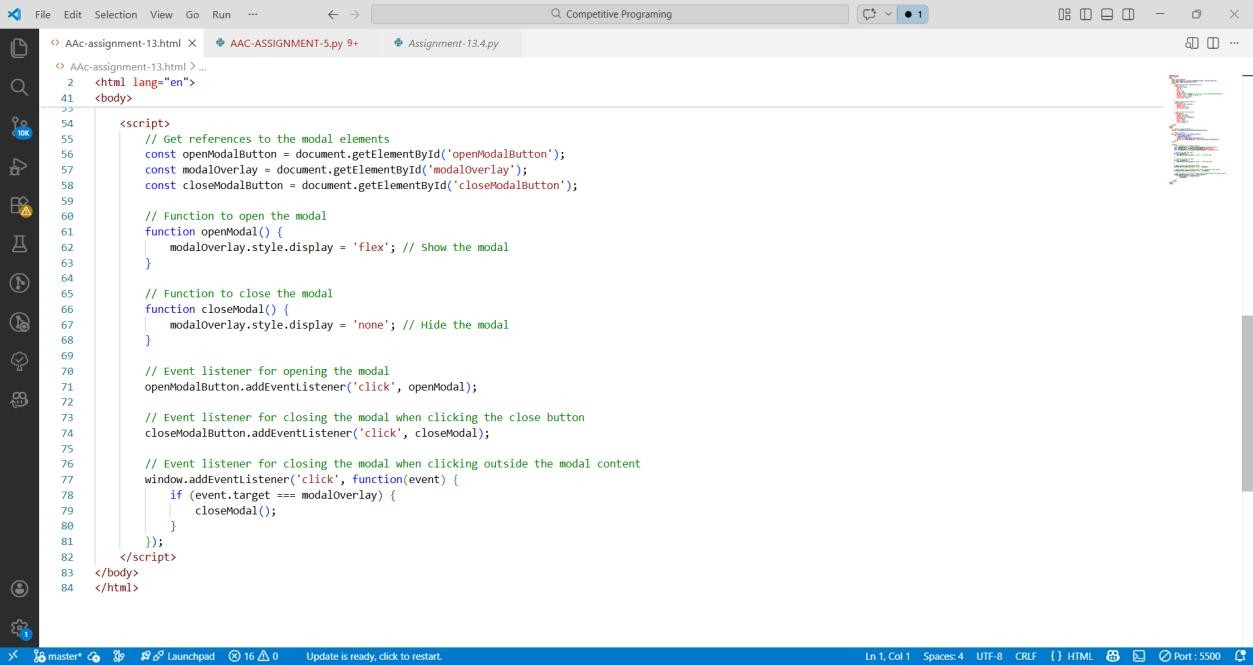 File Edit Selection View Go Run ··· Competitive Programing 1
AAc-assignment-13.html AAC-ASSIGNMENT-5.py 9+ Assignment-13.4.py
AAc-assignment-13.html > ...
2 <html lang="en">
41 <body>
53
54 <script>
55 // Get references to the modal elements
56 const openModalButton = document.getElementById('openModalButton');
57 const modalOverlay = document.getElementById('modalOverlay');
58 const closeModalButton = document.getElementById('closeModalButton');
59
60 // Function to open the modal
61 function openModal() {
62 modalOverlay.style.display = 'flex'; // Show the modal
63 }
64
65 // Function to close the modal
66 function closeModal() {
67 modalOverlay.style.display = 'none'; // Hide the modal
68 }
69
70 // Event listener for opening the modal
71 openModalButton.addEventListener('click', openModal);
72
73 // Event listener for closing the modal when clicking the close button
74 closeModalButton.addEventListener('click', closeModal);
75
76 // Event listener for closing the modal when clicking outside the modal content
77 window.addEventListener('click', function(event) {
78 if (event.target === modalOverlay) {
79 closeModal();
80 }
81 });
82 </script>
83 </body>
84 </html>
10K
1
master* Launchpad 16 0 Update is ready, click to restart. Ln 1, Col 1 Spaces: 4 UTF-8 CRLF {} HTML Port : 5500